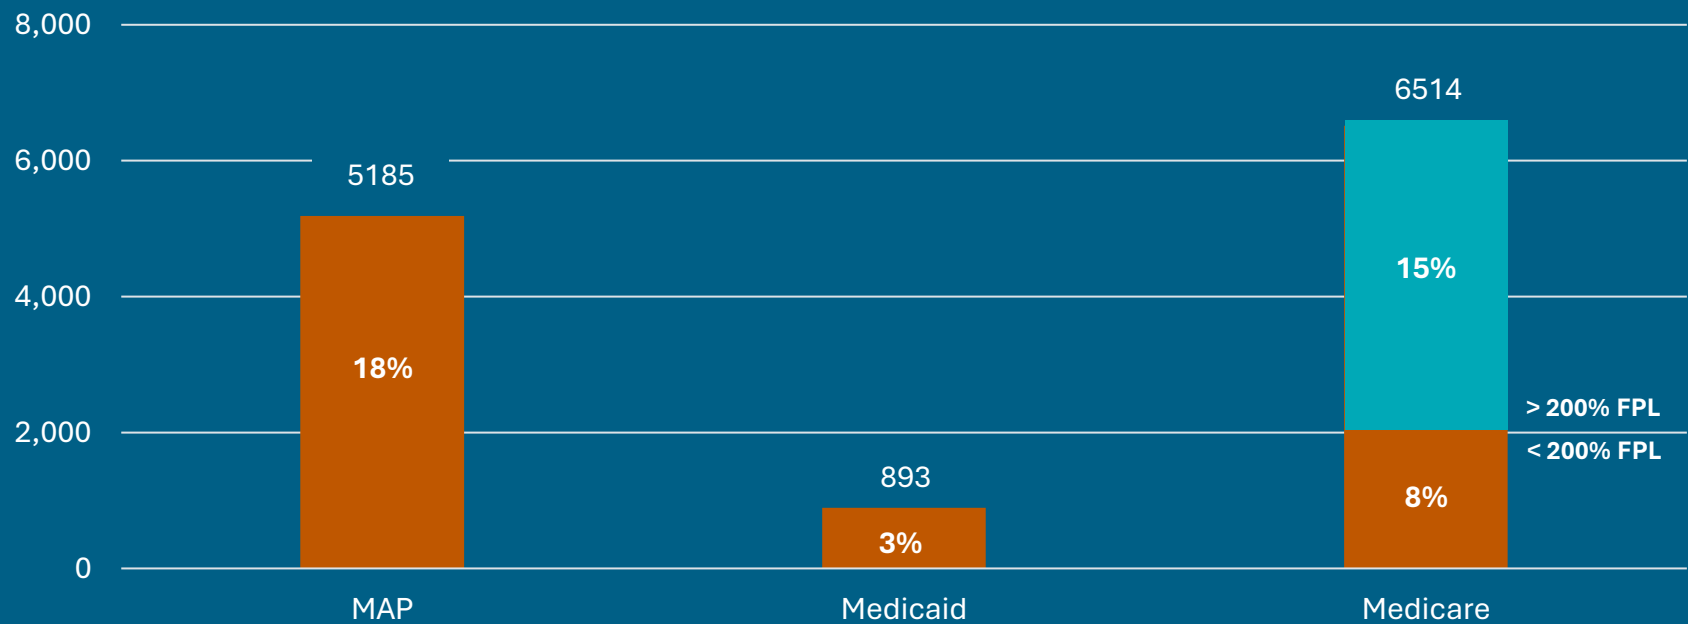 8,000
6514
6,000
5185
15%
4,000
18%
> 200% FPL
2,000
< 200% FPL
893
8%
3%
0
MAP
Medicaid
Medicare